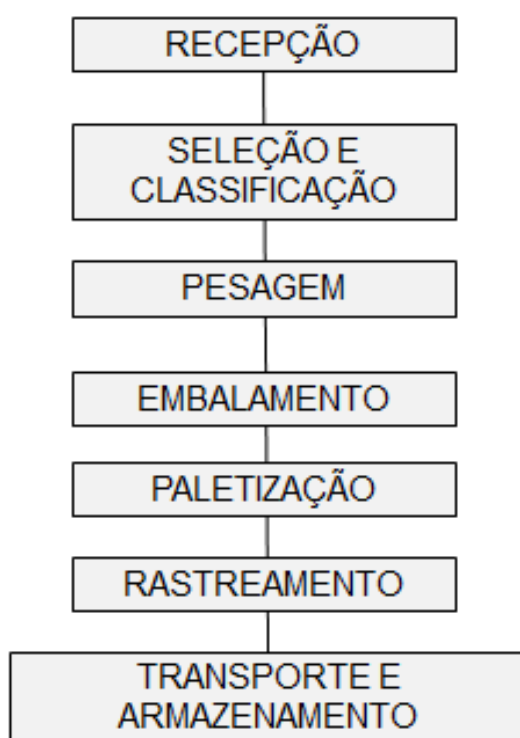 RECEPÇÃO
SELEÇÃO E
CLASSIFICAÇÃO
PESAGEM
EMBALAMENTO
PALETIZAÇÃO
RASTREAMENTO
TRANSPORTE E
ARMAZENAMENTO